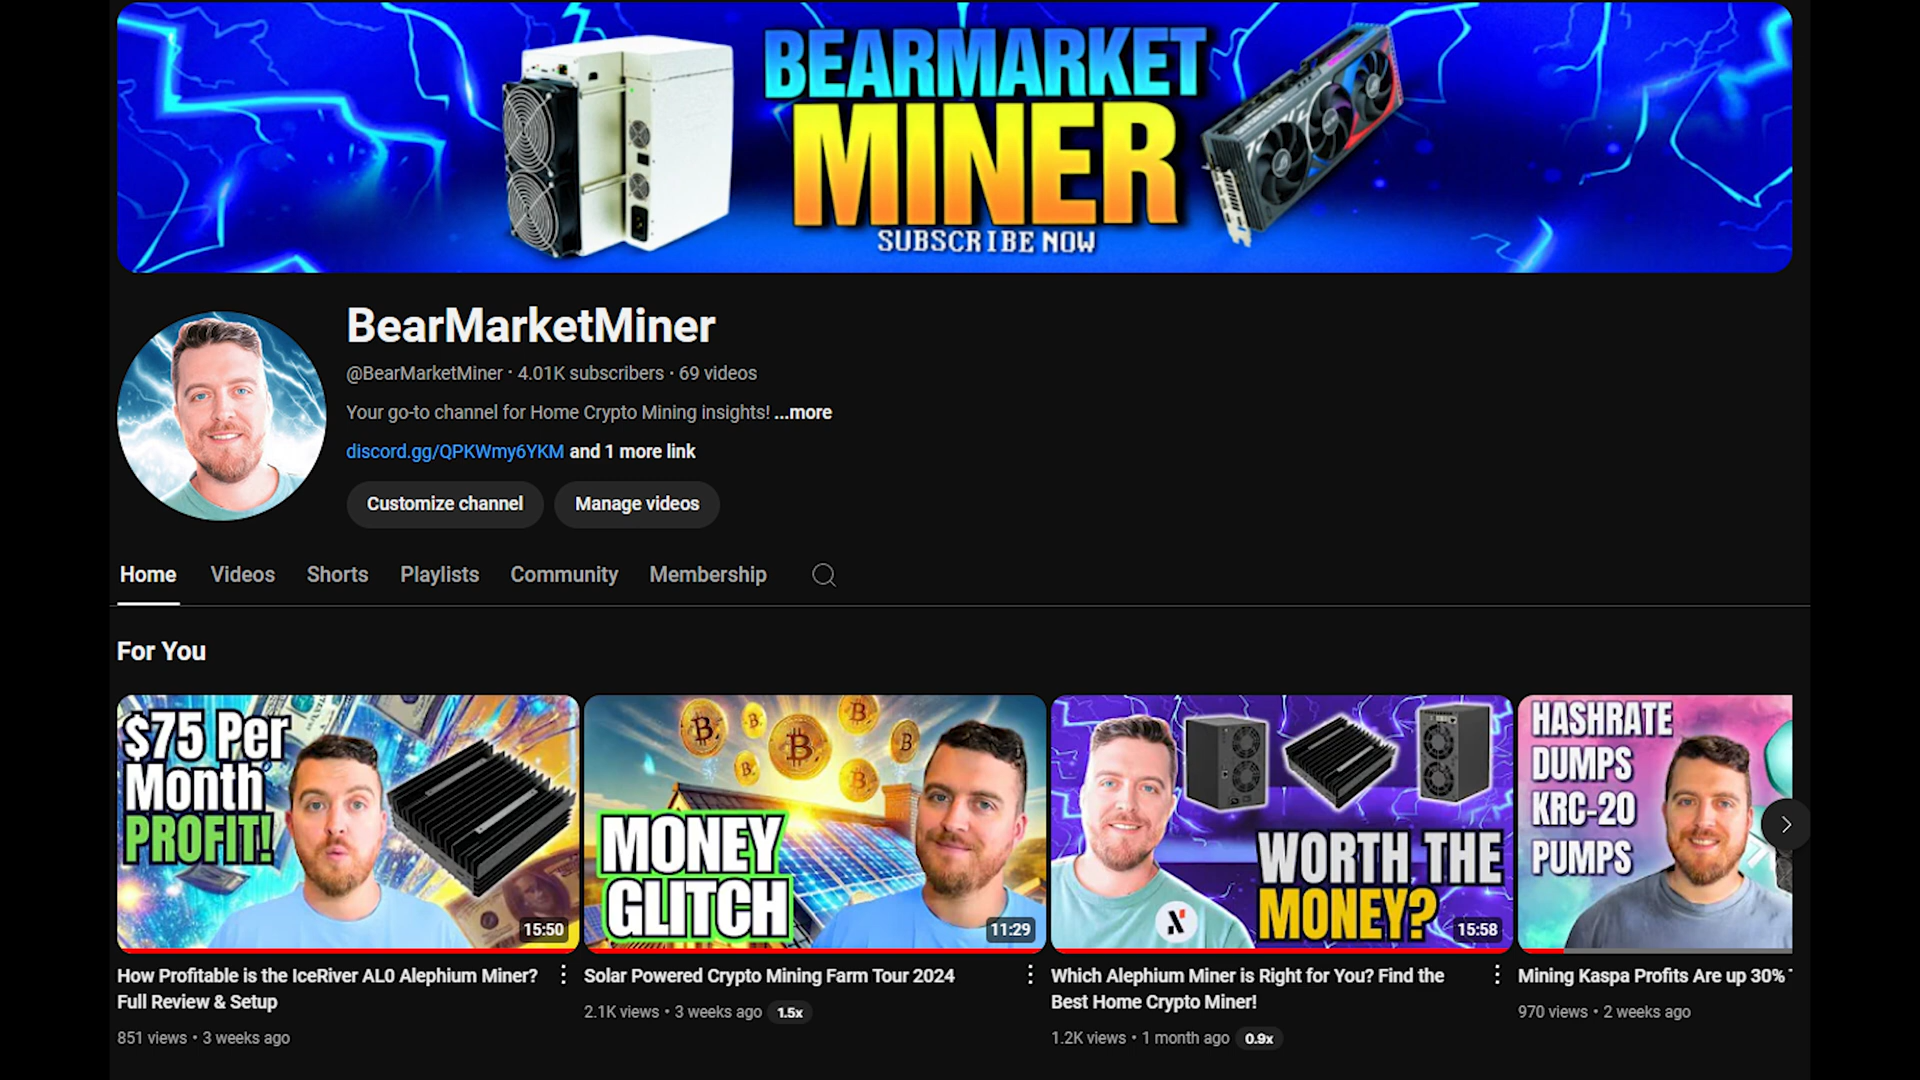 BEARMARKET
MINER
SUBSCRIBE NOW
BearMarketMiner
@BearMarketMiner · 4.01K subscribers · 69 videos
Your go-to channel for Home Crypto Mining insights! ...more
discord.gg/QPKWmy6YKM and 1 more link
Customize channel Manage videos
Home Videos Shorts Playlists Community Membership
For You
$75 Per
Month
PROFIT!
15:50
MONEY
GLITCH
11:29
WORTH THE
MONEY?
15:58
HASHRATE
DUMPS
KRC-20
PUMPS
How Profitable is the IceRiver AL0 Alephium Miner?
Full Review & Setup
851 views • 3 weeks ago
Solar Powered Crypto Mining Farm Tour 2024
2.1K views • 3 weeks ago 1.5x
Which Alephium Miner is Right for You? Find the
Best Home Crypto Miner!
1.2K views • 1 month ago 0.9x
Mining Kaspa Profits Are up 30%
970 views • 2 weeks ago